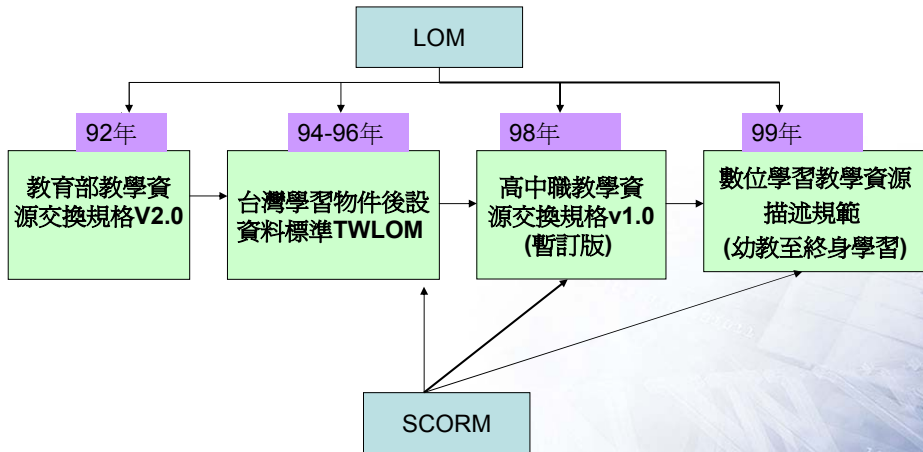 LOM
92年
94-96年
98年
99年
教育部教學資
源交換規格V2.0
台灣學習物件後設
資料標準TWLOM
高中職教學資
源交換規格v1.0
(暫訂版)
數位學習教學資源
描述規範
(幼教至終身學習)
SCORM